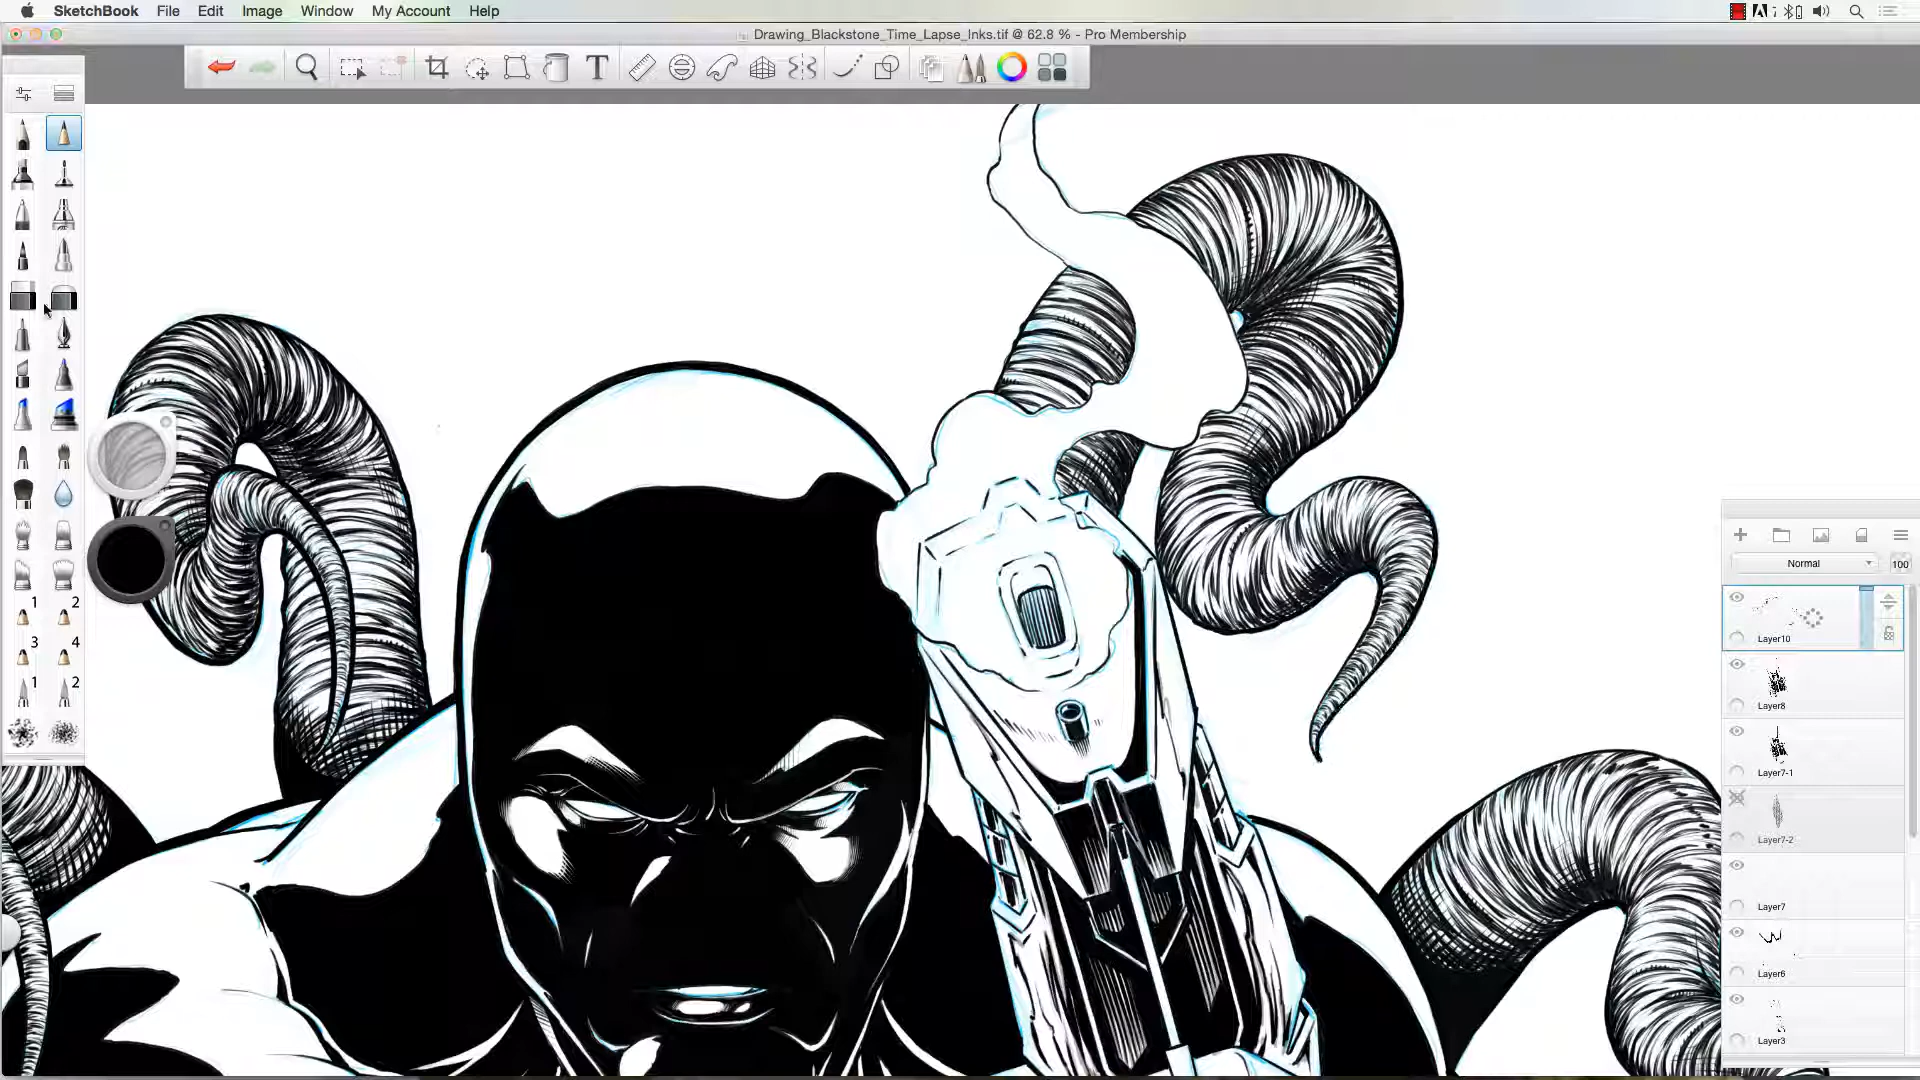 SketchBook File Edit Image Window My Account Help
Drawing_Blackstone_Time_Lapse_Inks.tif @ 62.8 % - Pro Membership
T
Normal 100
Layer10
Layer8
Layer7-1
Layer7-2
Layer7
Layer6
Layer3
1 2
3 4
1 2